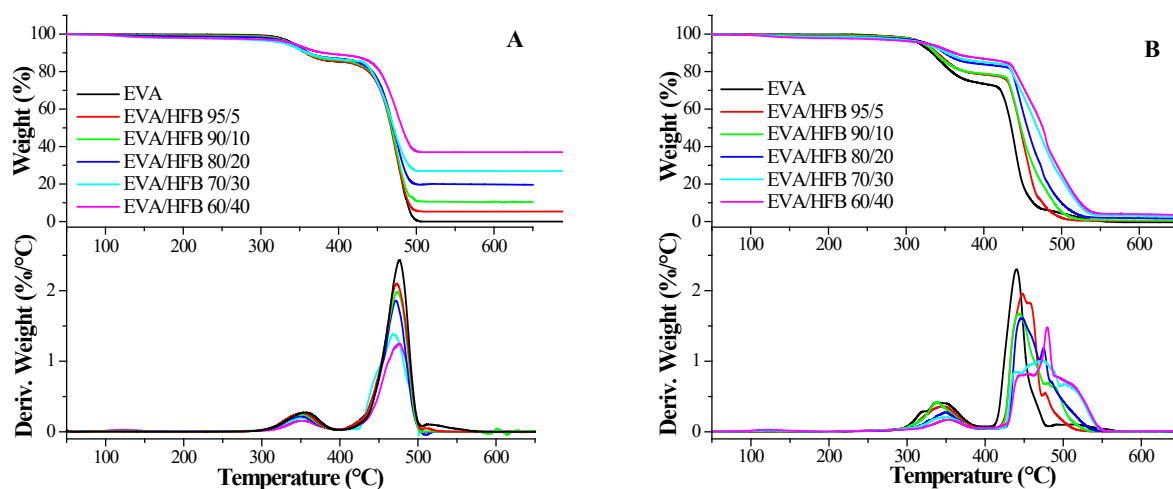 A
100
80
60
40
20
0
Weight (%)
EVA
EVA/HFB 95/5
EVA/HFB 90/10
EVA/HFB 80/20
EVA/HFB 70/30
EVA/HFB 60/40
100 200 300 400 500 600
2
1
0
Deriv. Weight (%/°C)
100 200 300 400 500 600
Temperature (°C)
B
100
80
60
40
20
0
Weight (%)
EVA
EVA/HFB 95/5
EVA/HFB 90/10
EVA/HFB 80/20
EVA/HFB 70/30
EVA/HFB 60/40
100 200 300 400 500 600
2
1
0
Deriv. Weight (%/°C)
100 200 300 400 500 600
Temperature (°C)